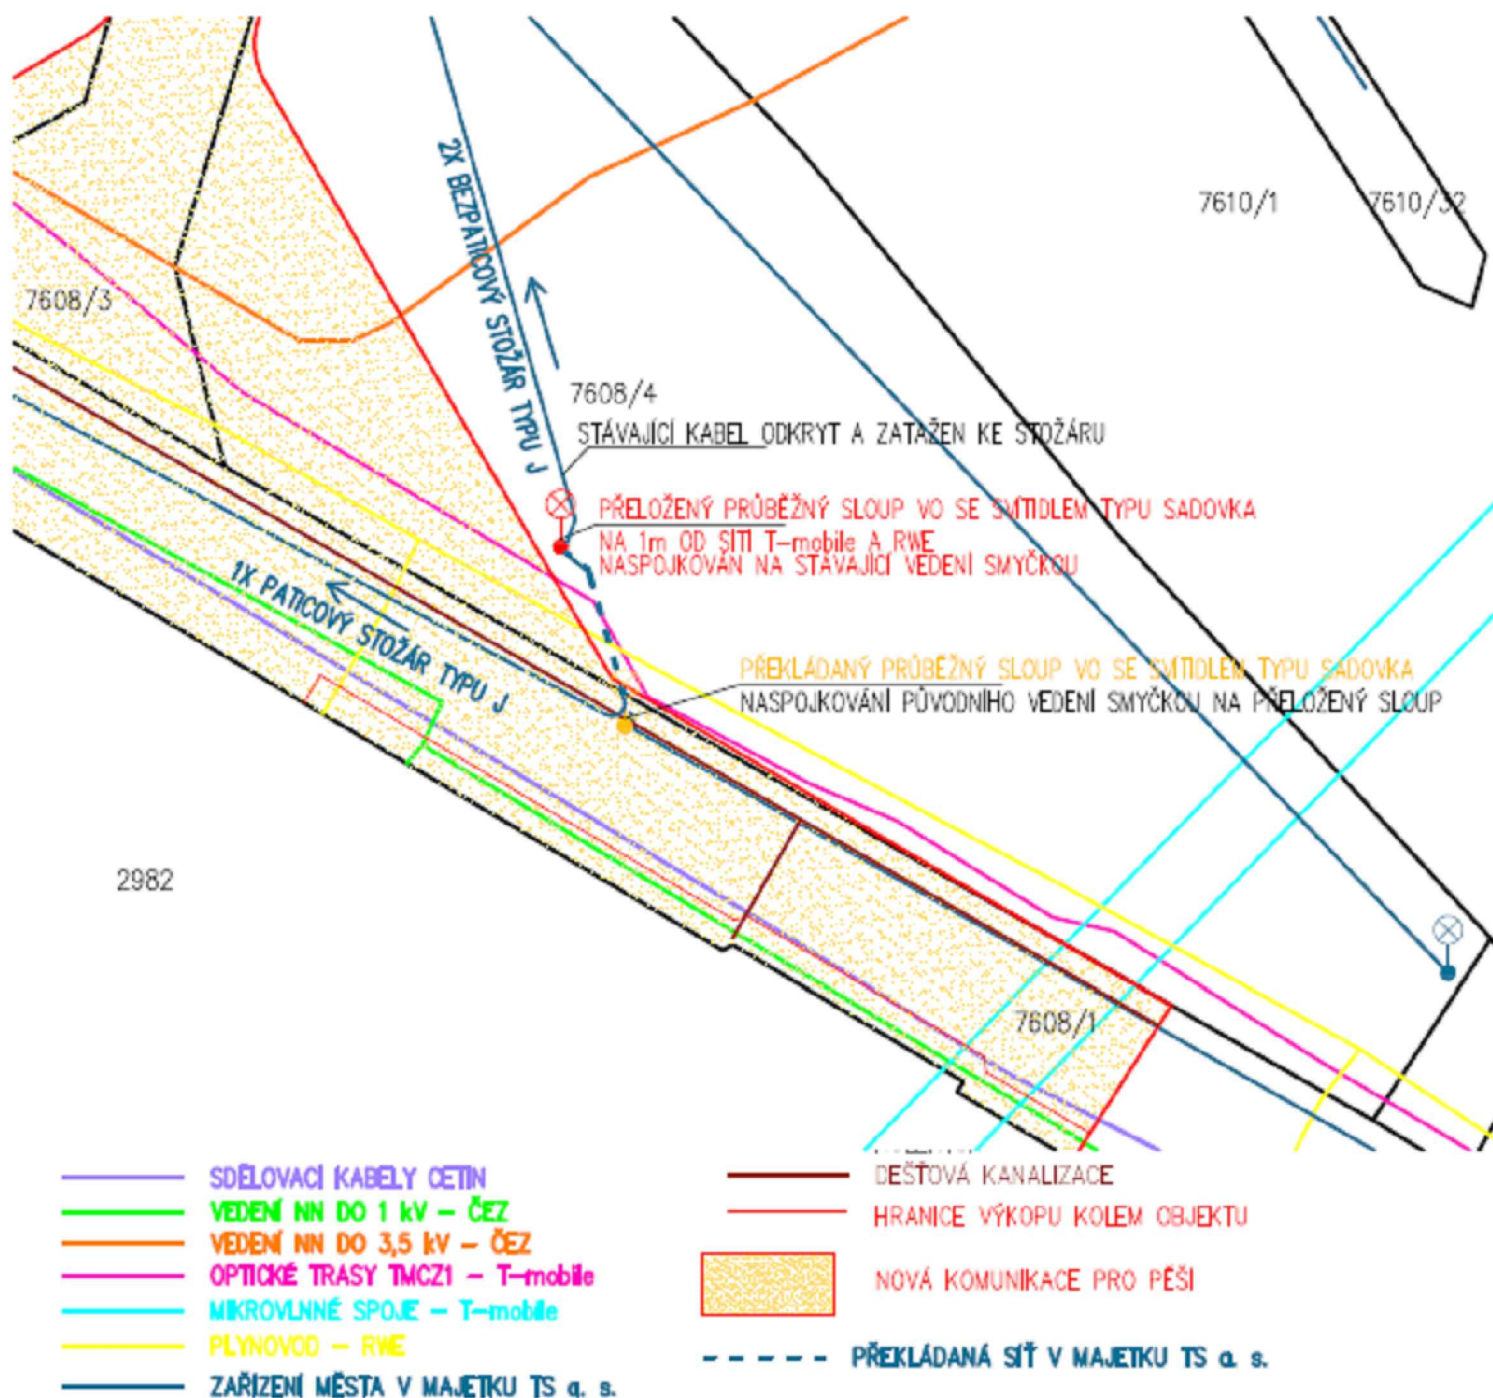 2X BEZPATICOVÝ STOŽÁR TYPU J
7610/1
7610/32
7608/3
7608/4
STÁVAJÍCÍ KABEL ODKRYT A ZATAŽEN KE STOŽÁRU
PŘELOŽENÝ PRŮBĚŽNÝ SLOUP VO SE SVÍTIDLEM TYPU SADOVKA
NA 1m OD SÍTÍ T-mobile A RWE
NASPOJKOVÁN NA STÁVAJÍCÍ VEDENÍ SMYČKOU
1X PATICOVÝ STOŽÁR TYPU J
PŘEKLÁDANÝ PRŮBĚŽNÝ SLOUP VO SE SVÍTIDLEM TYPU SADOVKA
NASPOJKOVÁNÍ PŮVODNÍHO VEDENÍ SMYČKOU NA PŘELOŽENÝ SLOUP
2982
7608/1
SDĚLOVACÍ KABELY CETIN
VEDENÍ NN DO 1 kV - ČEZ
VEDENÍ NN DO 3,5 kV - ČEZ
OPTICKÉ TRASY TMCZ1 - T-mobile
MIKROVLNNÉ SPOJE - T-mobile
PLYNOVOD - RWE
ZAŘÍZENÍ MĚSTA V MAJETKU TS a. s.
DEŠŤOVÁ KANALIZACE
HRANICE VÝKOPU KOLEM OBJEKTU
NOVÁ KOMUNIKACE PRO PĚŠÍ
PŘEKLÁDANÁ SÍŤ V MAJETKU TS a. s.